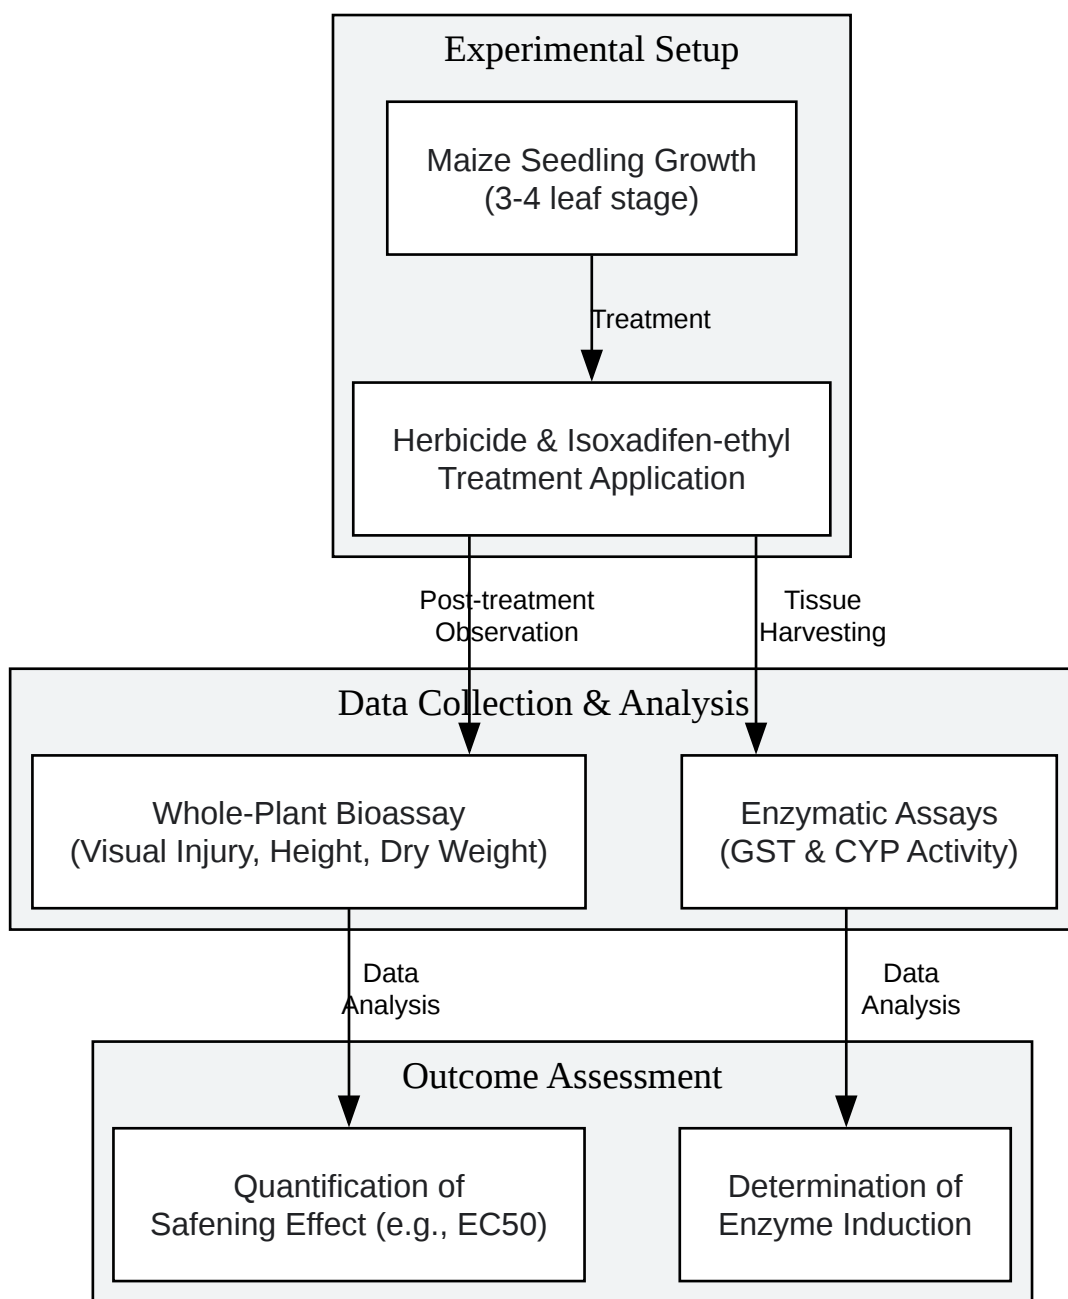 Experimental Setup
Maize Seedling Growth
(3-4 leaf stage)
Treatment
Herbicide & Isoxadifen-ethyl
Treatment Application
Post-treatment
Observation
Tissue
Harvesting
Data Collection & Analysis
Whole-Plant Bioassay
(Visual Injury, Height, Dry Weight)
Enzymatic Assays
(GST & CYP Activity)
Data
Analysis
Data
Analysis
Outcome Assessment
Quantification of
Safening Effect (e.g., EC50)
Determination of
Enzyme Induction